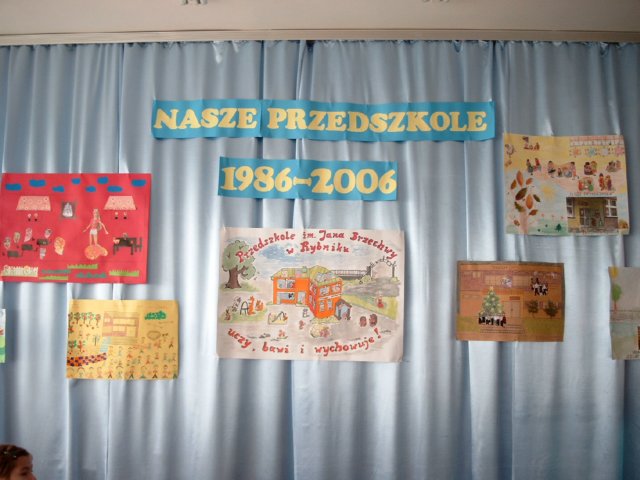 NASZE PRZEDSZKOLE
1986-2006
Przedszkole im. Jana Brzechwy
w Rybniku
uczy, bawi i wychowuje!